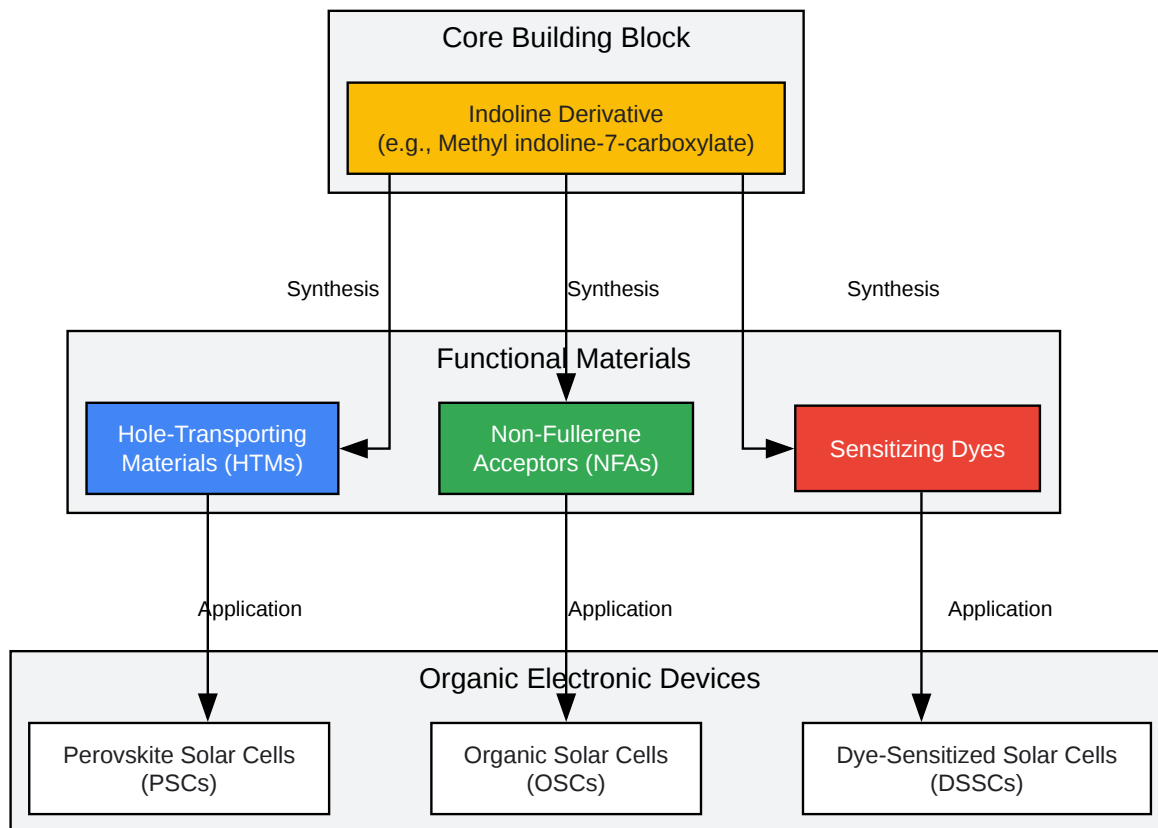 Core Building Block
Indoline Derivative
(e.g., Methyl indoline-7-carboxylate)
Synthesis
Synthesis
Synthesis
Functional Materials
Hole-Transporting
Materials (HTMs)
Non-Fullerene
Acceptors (NFAs)
Sensitizing Dyes
Application
Application
Application
Organic Electronic Devices
Perovskite Solar Cells
(PSCs)
Organic Solar Cells
(OSCs)
Dye-Sensitized Solar Cells
(DSSCs)